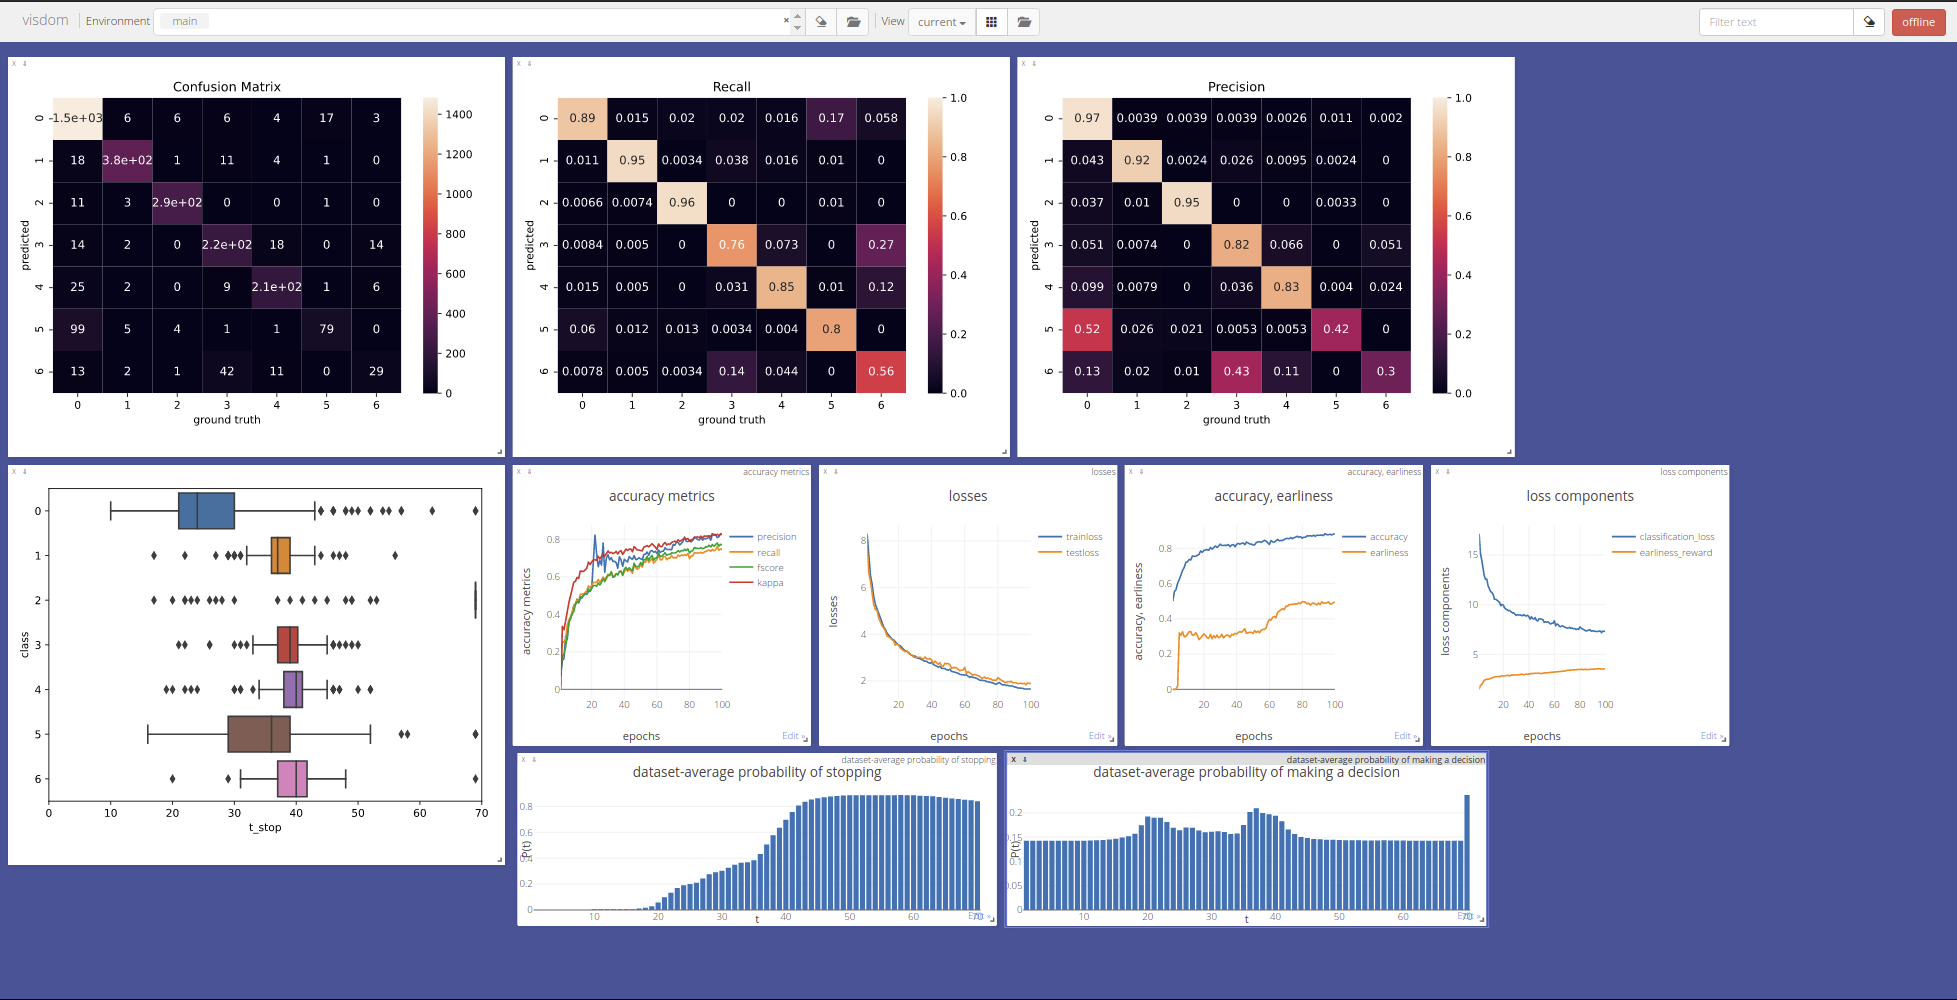 visdom Environment main × View current offline
Filter text
Confusion Matrix
0 -1.5e+03 6 6 6 4 17 3
1 18 3.8e+02 1 11 4 1 0
2 11 3 2.9e+02 0 0 1 0
3 14 2 0 2.2e+02 18 0 14
4 25 2 0 9 2.1e+02 1 6
5 99 5 4 1 1 79 0
6 13 2 1 42 11 0 29
0 1 2 3 4 5 6
ground truth
predicted
1400
1200
1000
800
600
400
200
0
Recall
0 0.89 0.015 0.02 0.02 0.016 0.17 0.058
1 0.011 0.95 0.0034 0.038 0.016 0.01 0
2 0.0066 0.0074 0.96 0 0 0.01 0
3 0.0084 0.005 0 0.76 0.073 0 0.27
4 0.015 0.005 0 0.031 0.85 0.01 0.12
5 0.06 0.012 0.013 0.0034 0.004 0.8 0
6 0.0078 0.005 0.0034 0.14 0.044 0 0.56
0 1 2 3 4 5 6
ground truth
predicted
1.0
0.8
0.6
0.4
0.2
0.0
Precision
0 0.97 0.0039 0.0039 0.0039 0.0026 0.011 0.002
1 0.043 0.92 0.0024 0.026 0.0095 0.0024 0
2 0.037 0.01 0.95 0 0 0.0033 0
3 0.051 0.0074 0 0.82 0.066 0 0.051
4 0.099 0.0079 0 0.036 0.83 0.004 0.024
5 0.52 0.026 0.021 0.0053 0.0053 0.42 0
6 0.13 0.02 0.01 0.43 0.11 0 0.3
0 1 2 3 4 5 6
ground truth
predicted
1.0
0.8
0.6
0.4
0.2
0.0
class
0
1
2
3
4
5
6
0 10 20 30 40 50 60 70
t_stop
accuracy metrics
accuracy metrics
accuracy metrics
0.8
0.6
0.4
0.2
0
20 40 60 80 100
epochs
precision
recall
fscore
kappa
Edit »
losses
losses
losses
8
6
4
2
20 40 60 80 100
epochs
trainloss
testloss
Edit »
accuracy, earliness
accuracy, earliness
accuracy, earliness
0.8
0.6
0.4
0.2
0
20 40 60 80 100
epochs
accuracy
earliness
Edit »
loss components
loss components
loss components
15
10
5
20 40 60 80 100
epochs
classification_loss
earliness_reward
Edit »
dataset-average probability of stopping
dataset-average probability of stopping
P(t)
0.8
0.6
0.4
0.2
0
10 20 30 40 50 60 70
t
Edit »
dataset-average probability of making a decision
dataset-average probability of making a decision
P(t)
0.2
0.15
0.1
0.05
0
10 20 30 40 50 60 70
t
Edit »